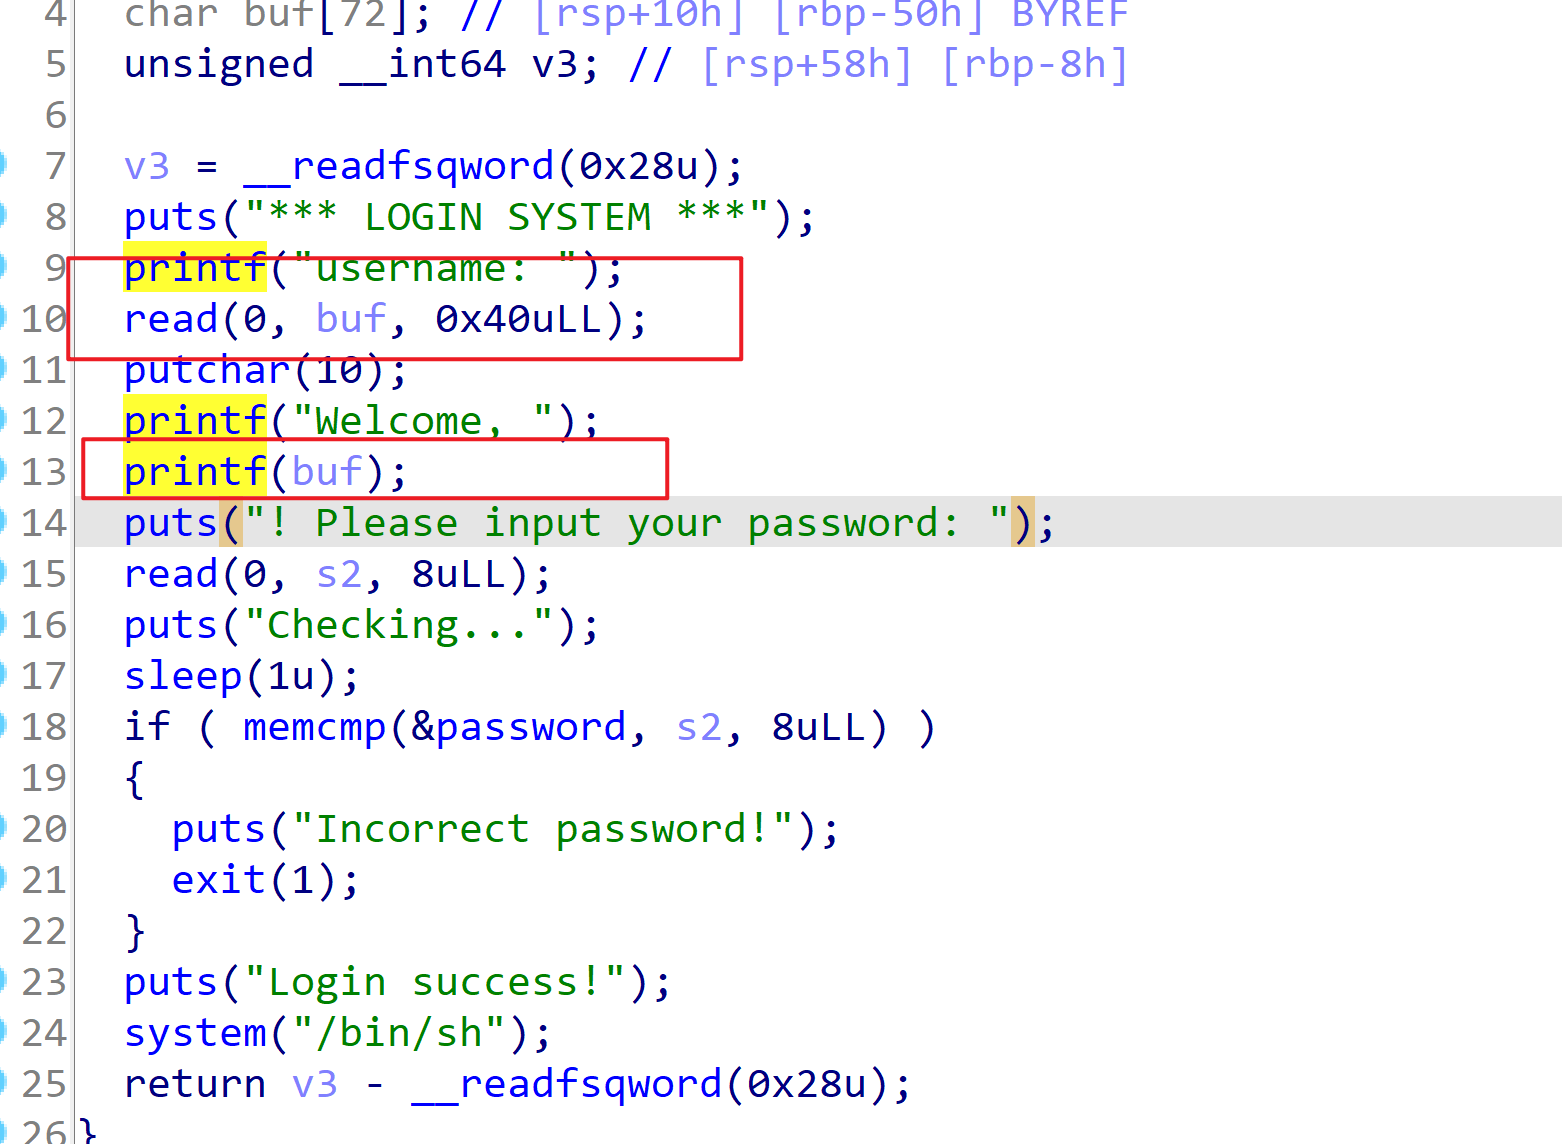 4 char buf[72]; // [rsp+10h] [rbp-50h] BYREF
5 unsigned __int64 v3; // [rsp+58h] [rbp-8h]
6
7 v3 = __readfsqword(0x28u);
8 puts("*** LOGIN SYSTEM ***");
9 printf("username: ");
10 read(0, buf, 0x40uLL);
11 putchar(10);
12 printf("Welcome, ");
13 printf(buf);
14 puts("! Please input your password: ");
15 read(0, s2, 8uLL);
16 puts("Checking...");
17 sleep(1u);
18 if ( memcmp(&password, s2, 8uLL) )
19 {
20 puts("Incorrect password!");
21 exit(1);
22 }
23 puts("Login success!");
24 system("/bin/sh");
25 return v3 - __readfsqword(0x28u);
26 }